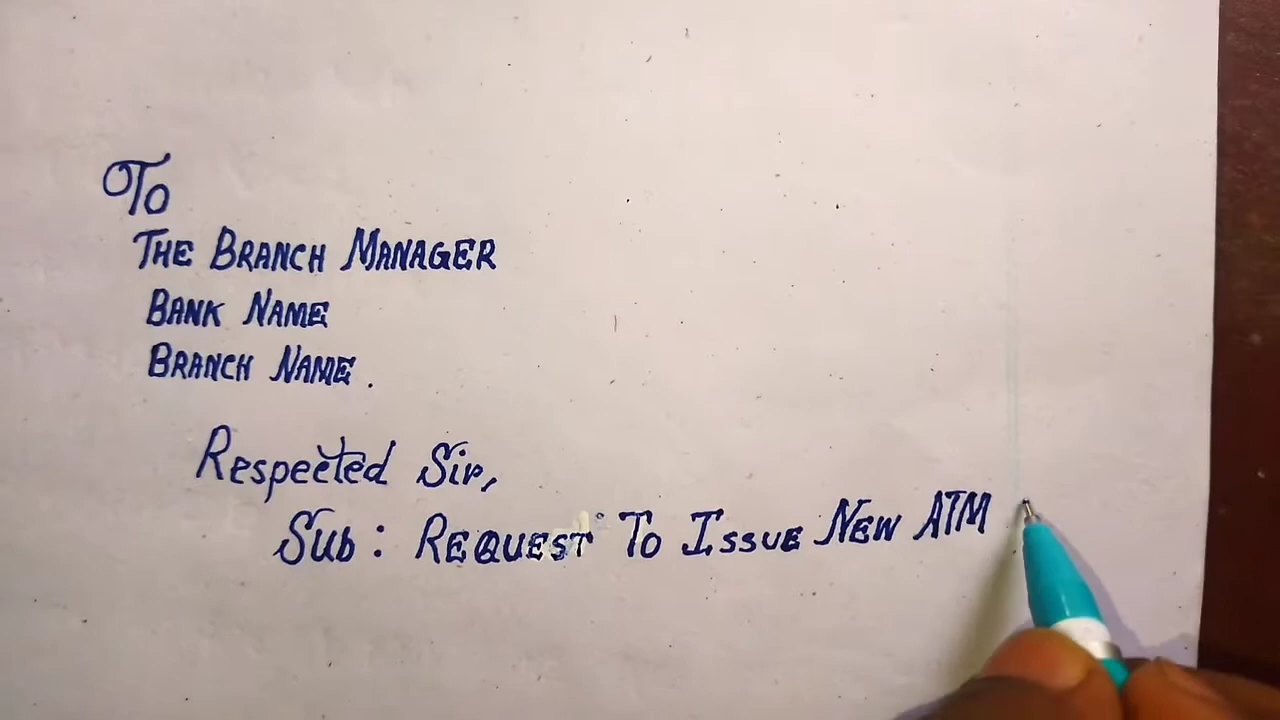 To
THE BRANCH MANAGER
BANK NAME
BRANCH NAME.
Respected Sir,
Sub: REQUEST TO ISSUE NEW ATM